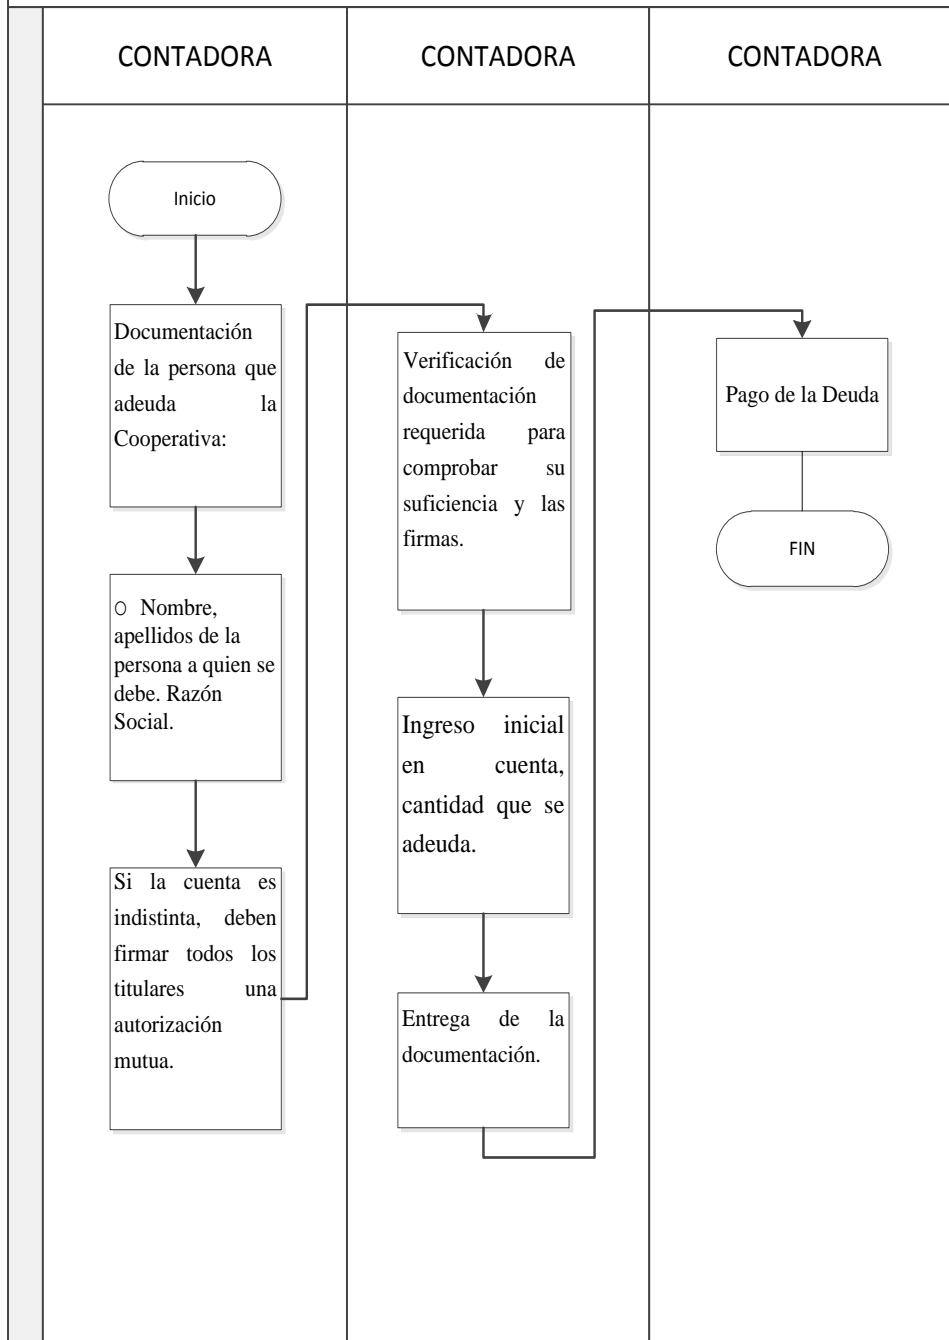 CONTADORA
CONTADORA
CONTADORA
Inicio
Documentación
de la persona que
adeuda la
Cooperativa:
○ Nombre,
apellidos de la
persona a quien se
debe. Razón
Social.
Si la cuenta es
indistinta, deben
firmar todos los
titulares una
autorización
mutua.
Verificación de
documentación
requerida para
comprobar su
suficiencia y las
firmas.
Ingreso inicial
en cuenta,
cantidad que se
adeuda.
Entrega de la
documentación.
Pago de la Deuda
FIN